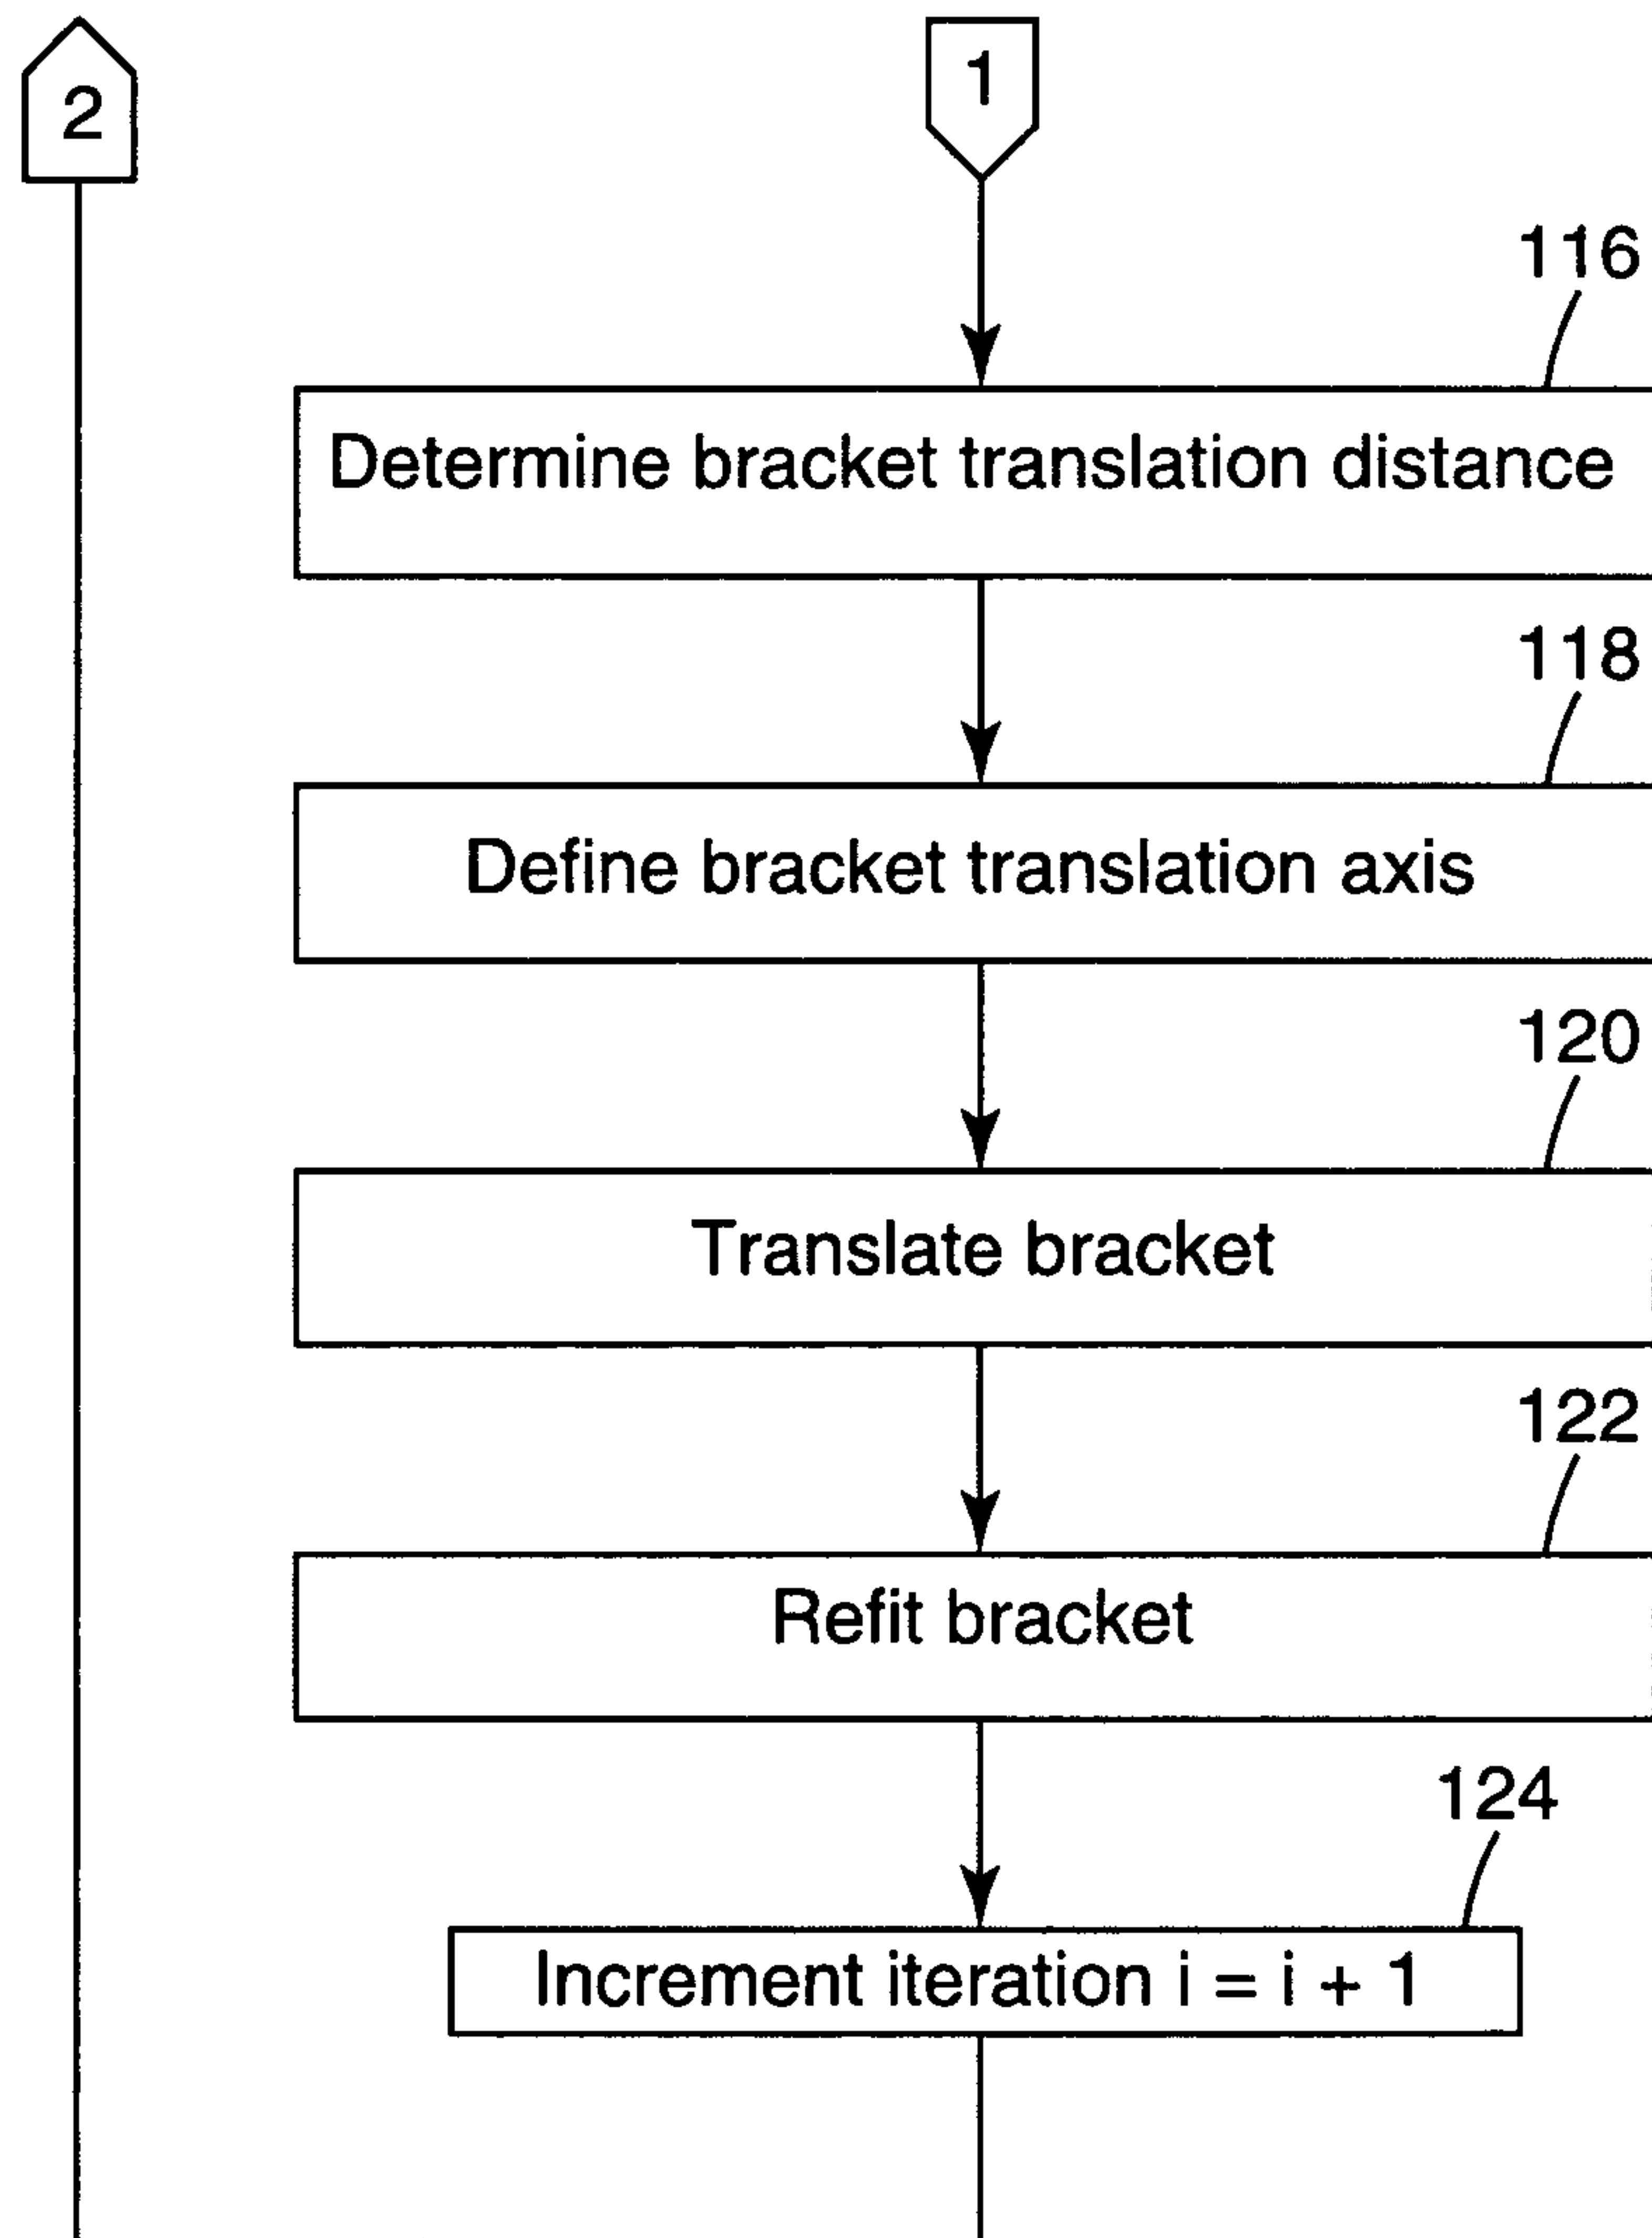 2
1
116
Determine bracket translation distance
118
Define bracket translation axis
120
Translate bracket
122
Refit bracket
124
Increment iteration i = i + 1